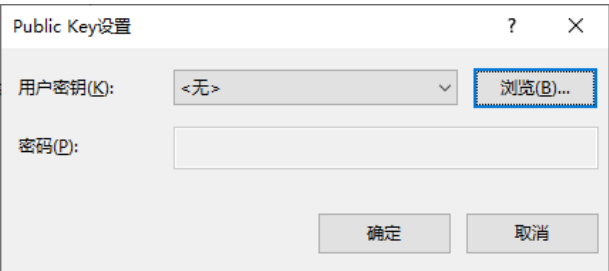 Public Key设置 ? ×
用户密钥(K): <无> 浏览(B)...
密码(P):
确定 取消